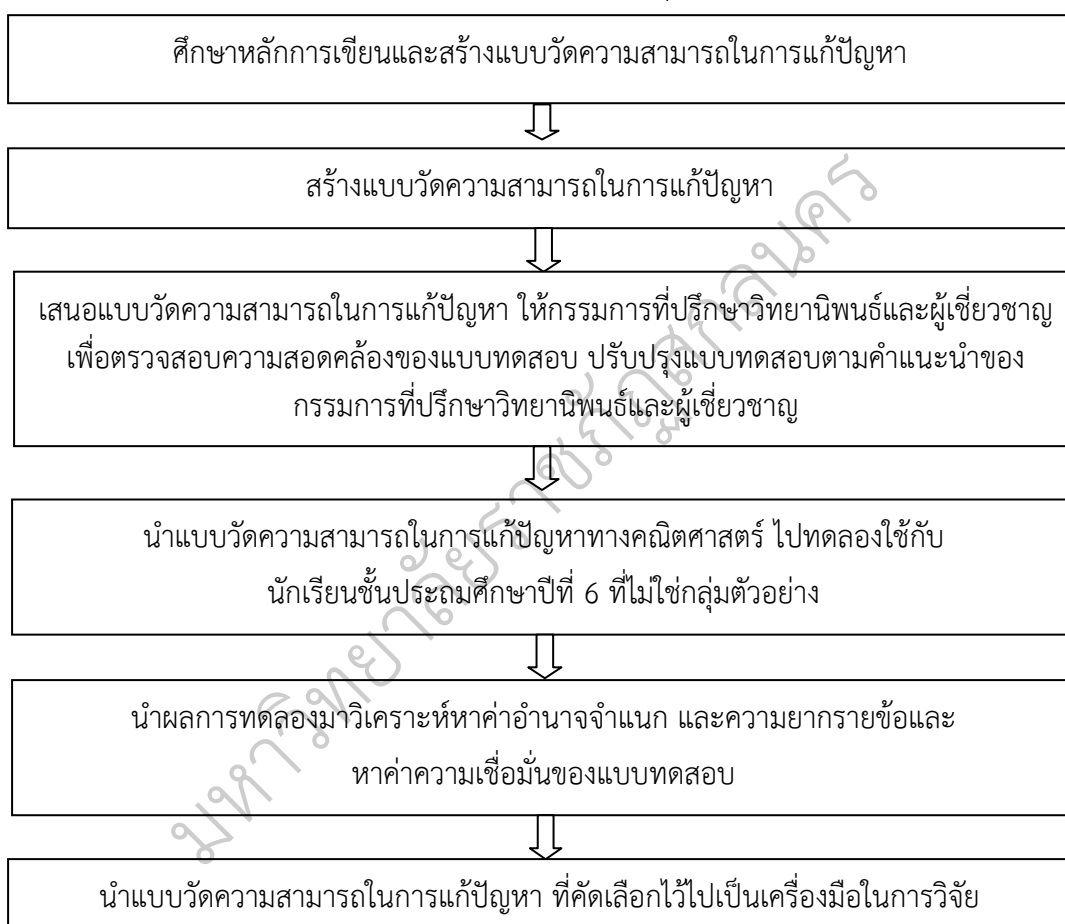 ศึกษาหลักการเขียนและสร้างแบบวัดความสามารถในการแก้ปัญหา
สร้างแบบวัดความสามารถในการแก้ปัญหา
เสนอแบบวัดความสามารถในการแก้ปัญหา ให้กรรมการที่ปรึกษาวิทยานิพนธ์และผู้เชี่ยวชาญ
เพื่อตรวจสอบความสอดคล้องของแบบทดสอบ ปรับปรุงแบบทดสอบตามคำแนะนำของ
กรรมการที่ปรึกษาวิทยานิพนธ์และผู้เชี่ยวชาญ
นำแบบวัดความสามารถในการแก้ปัญหาทางคณิตศาสตร์ ไปทดลองใช้กับ
นักเรียนชั้นประถมศึกษาปีที่ 6 ที่ไม่ใช่กลุ่มตัวอย่าง
นำผลการทดลองมาวิเคราะห์หาค่าอำนาจจำแนก และความยากรายข้อและ
หาค่าความเชื่อมั่นของแบบทดสอบ
นำแบบวัดความสามารถในการแก้ปัญหา ที่คัดเลือกไว้ไปเป็นเครื่องมือในการวิจัย
มหาวิทยาลัยราชภัฏสกลนคร